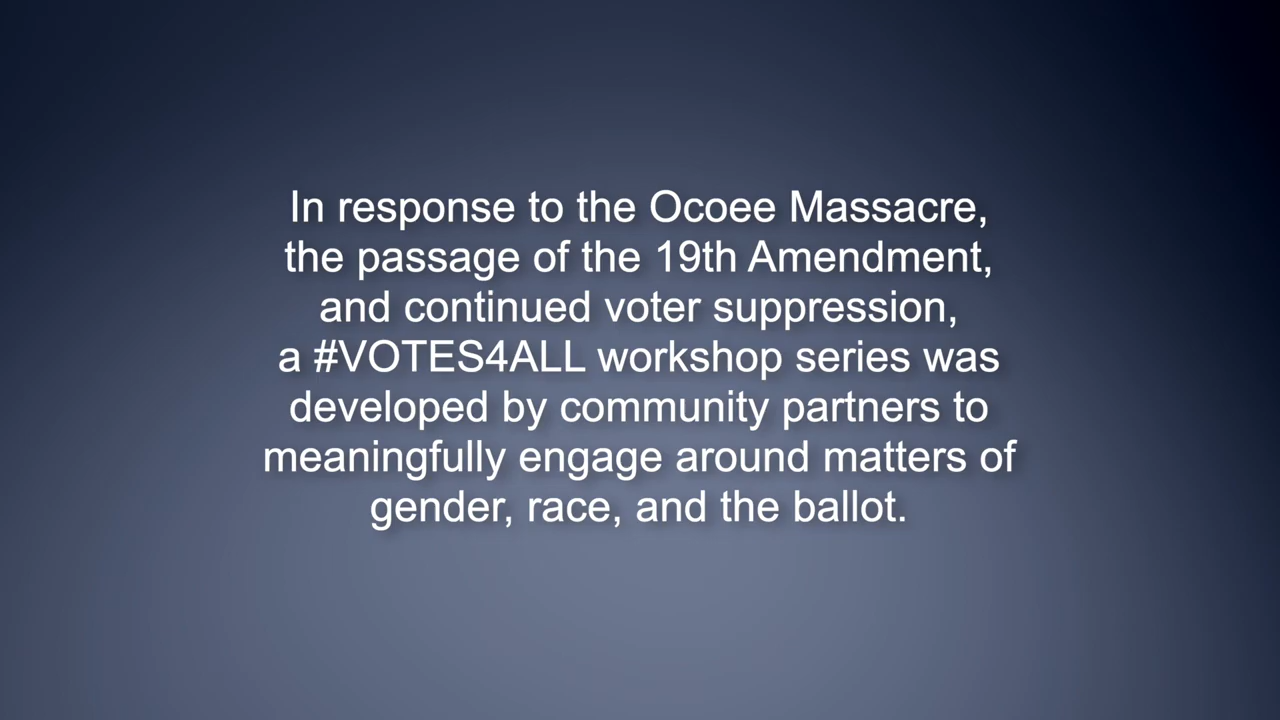 In response to the Ocoee Massacre,
the passage of the 19th Amendment,
and continued voter suppression,
a #VOTES4ALL workshop series was
developed by community partners to
meaningfully engage around matters of
gender, race, and the ballot.